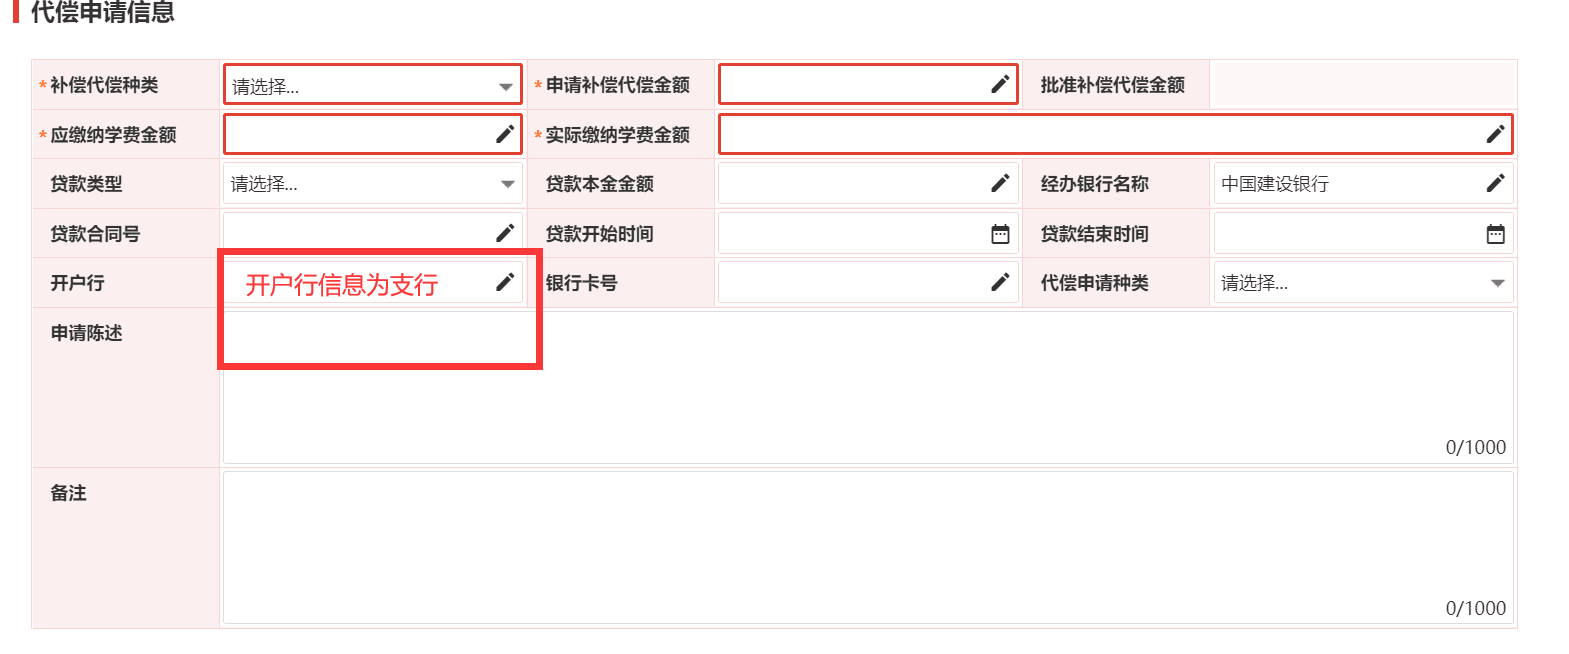 代偿申请信息
*补偿代偿种类 请选择... *申请补偿代偿金额 批准补偿代偿金额
*应缴纳学费金额 *实际缴纳学费金额
贷款类型 请选择... 贷款本金金额 经办银行名称 中国建设银行
贷款合同号 贷款开始时间 贷款结束时间
开户行 开户行信息为支行 银行卡号 代偿申请种类 请选择...
申请陈述
0/1000
备注
0/1000